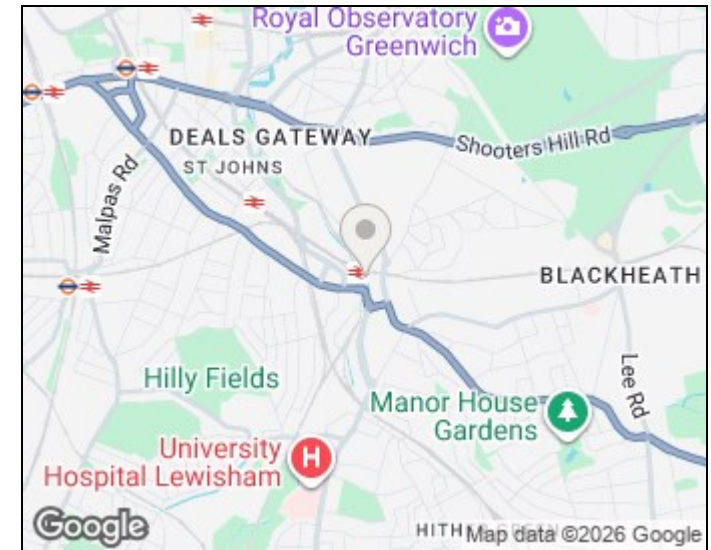 Royal Observatory
Greenwich
DEALS GATEWAY
Shooters Hill Rd
ST JOHNS
Malpas Rd
BLACKHEATH
Hilly Fields
Lee Rd
Manor House
Gardens
University
Hospital Lewisham
H
Google
Map data ©2026 Google